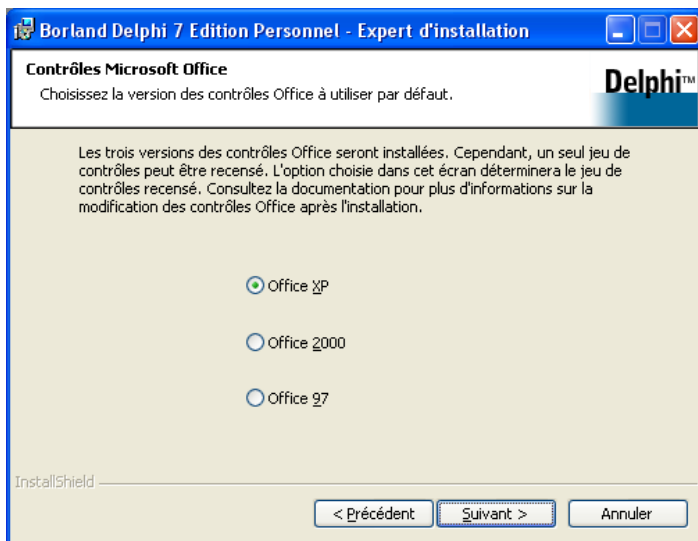 Borland Delphi 7 Edition Personnel - Expert d'installation
Contrôles Microsoft Office
Choisissez la version des contrôles Office à utiliser par défaut.
Delphi™
Les trois versions des contrôles Office seront installées. Cependant, un seul jeu de
contrôles peut être recensé. L'option choisie dans cet écran déterminera le jeu de
contrôles recensé. Consultez la documentation pour plus d'informations sur la
modification des contrôles Office après l'installation.
Office XP
Office 2000
Office 97
InstallShield
< Précédent
Suivant >
Annuler